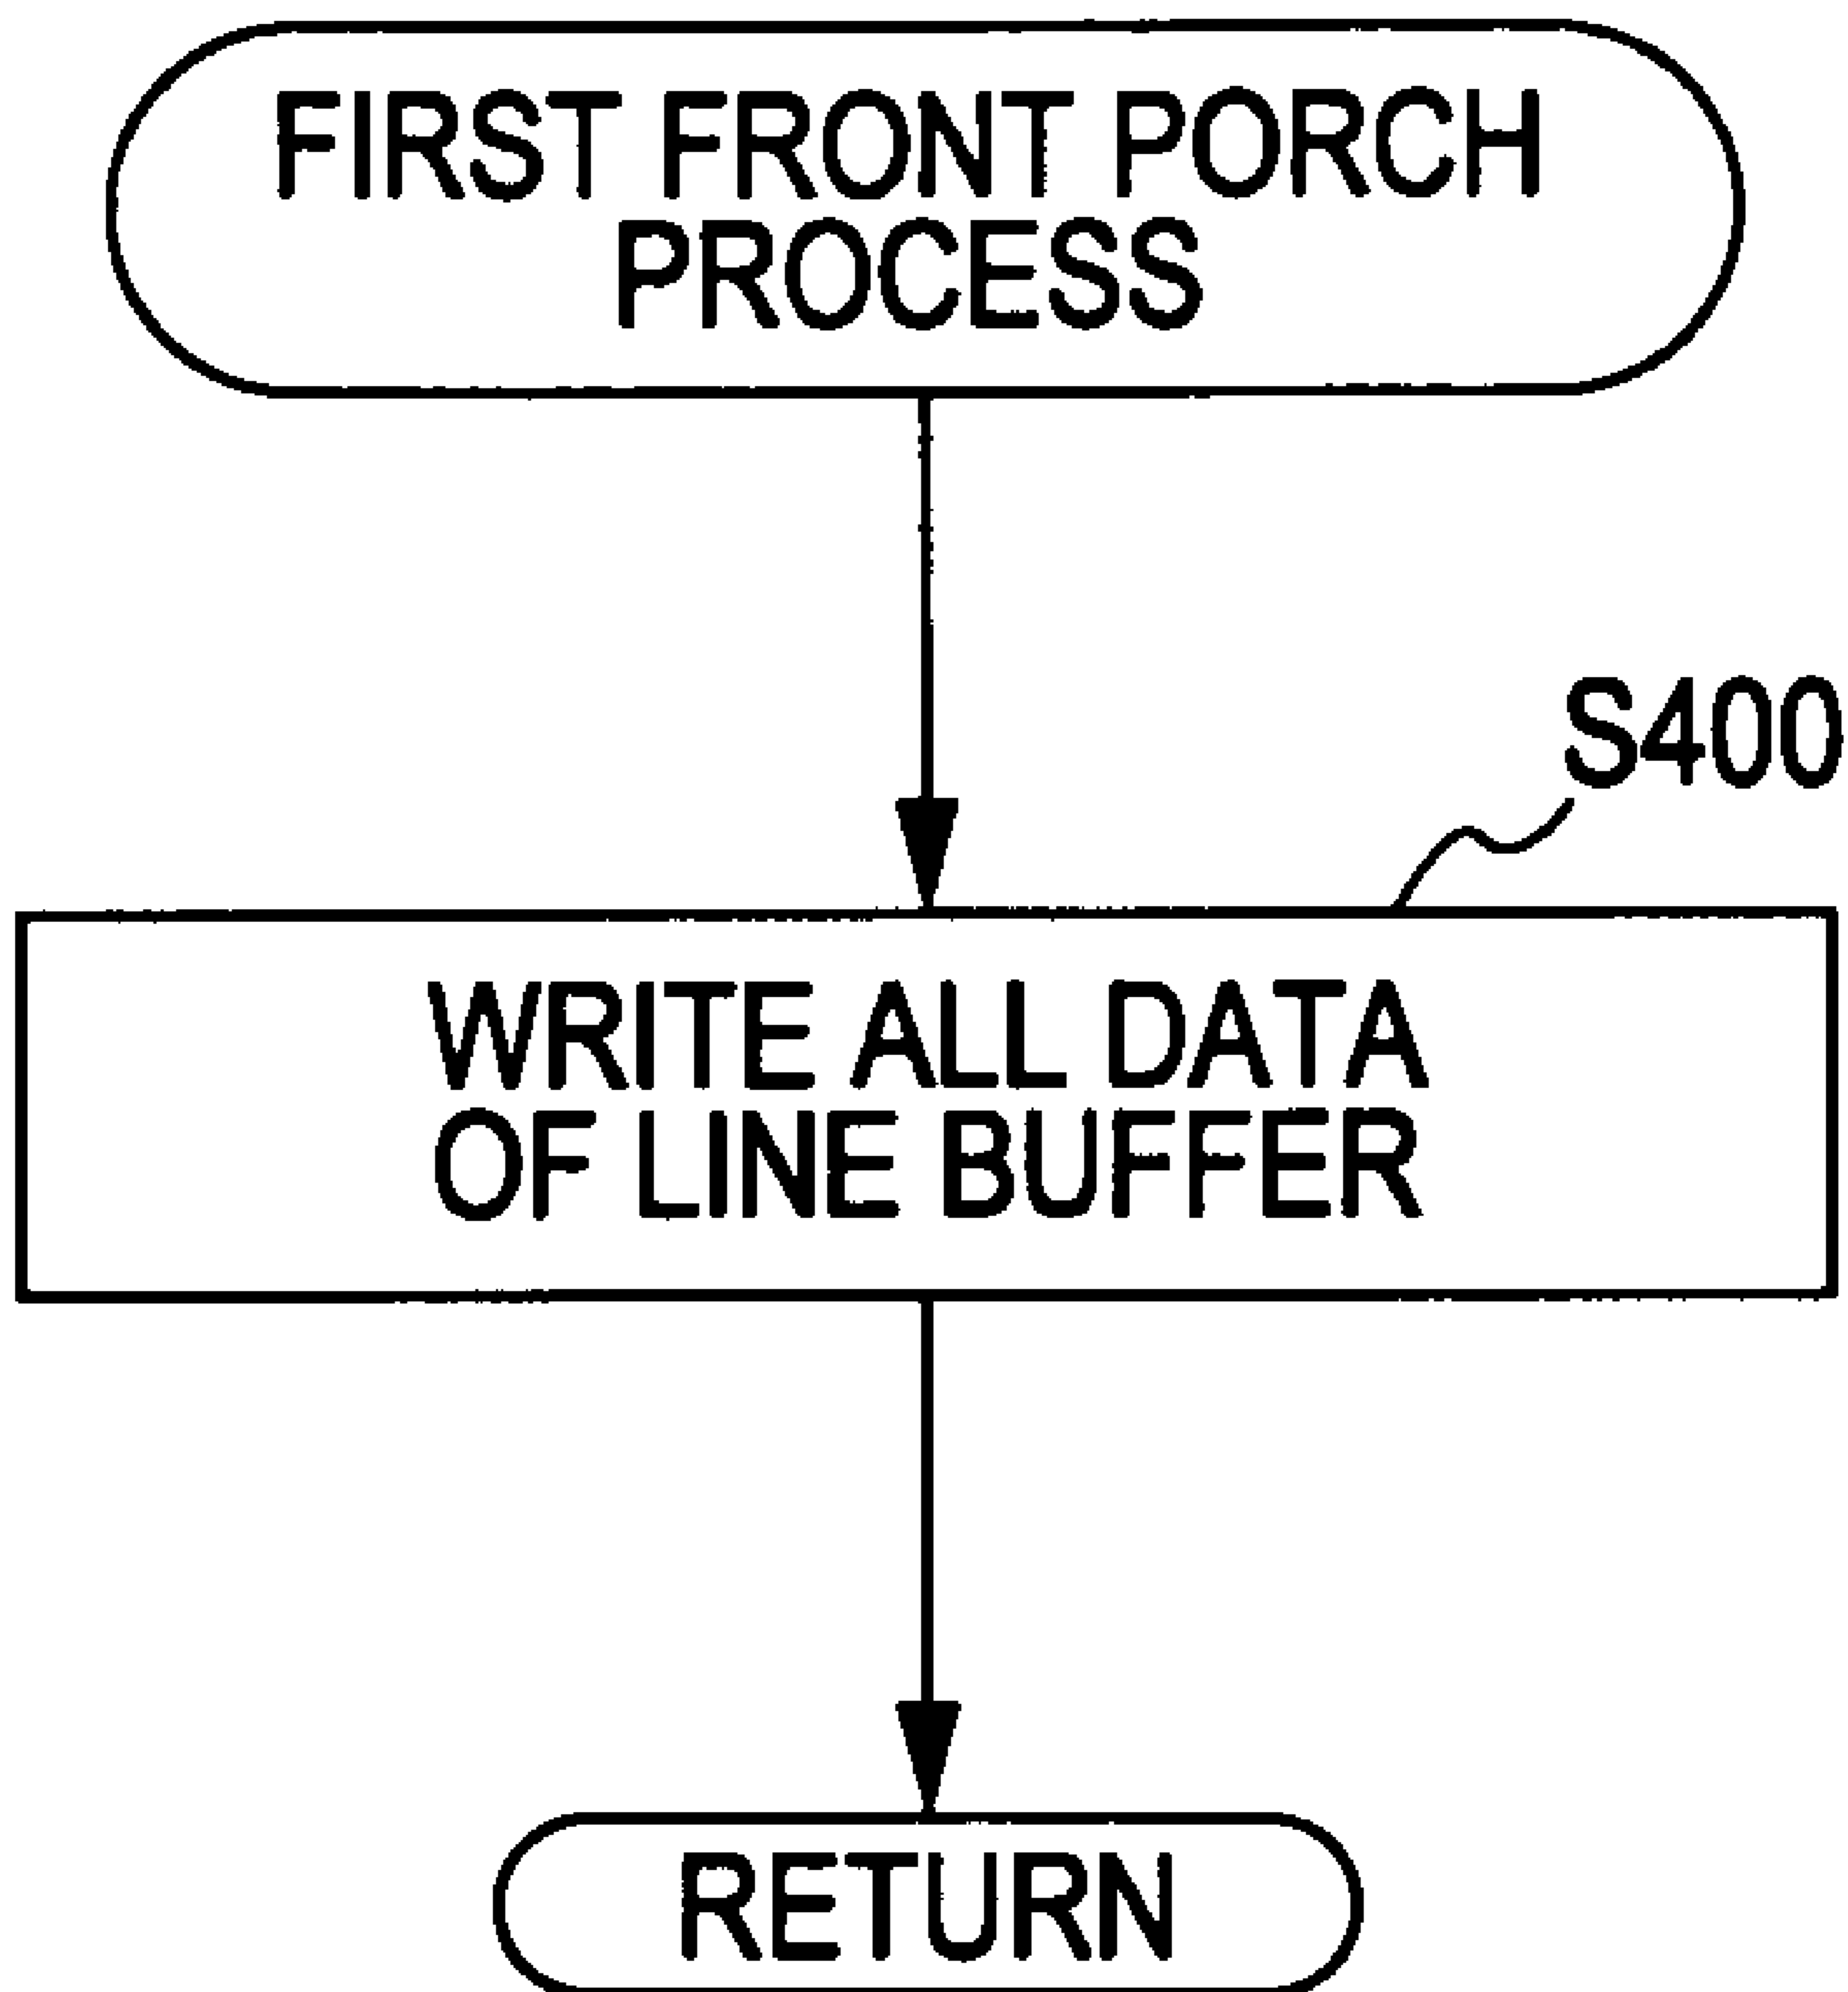 FIRST FRONT PORCH
PROCESS
S400
WRITE ALL DATA
OF LINE BUFFER
RETURN